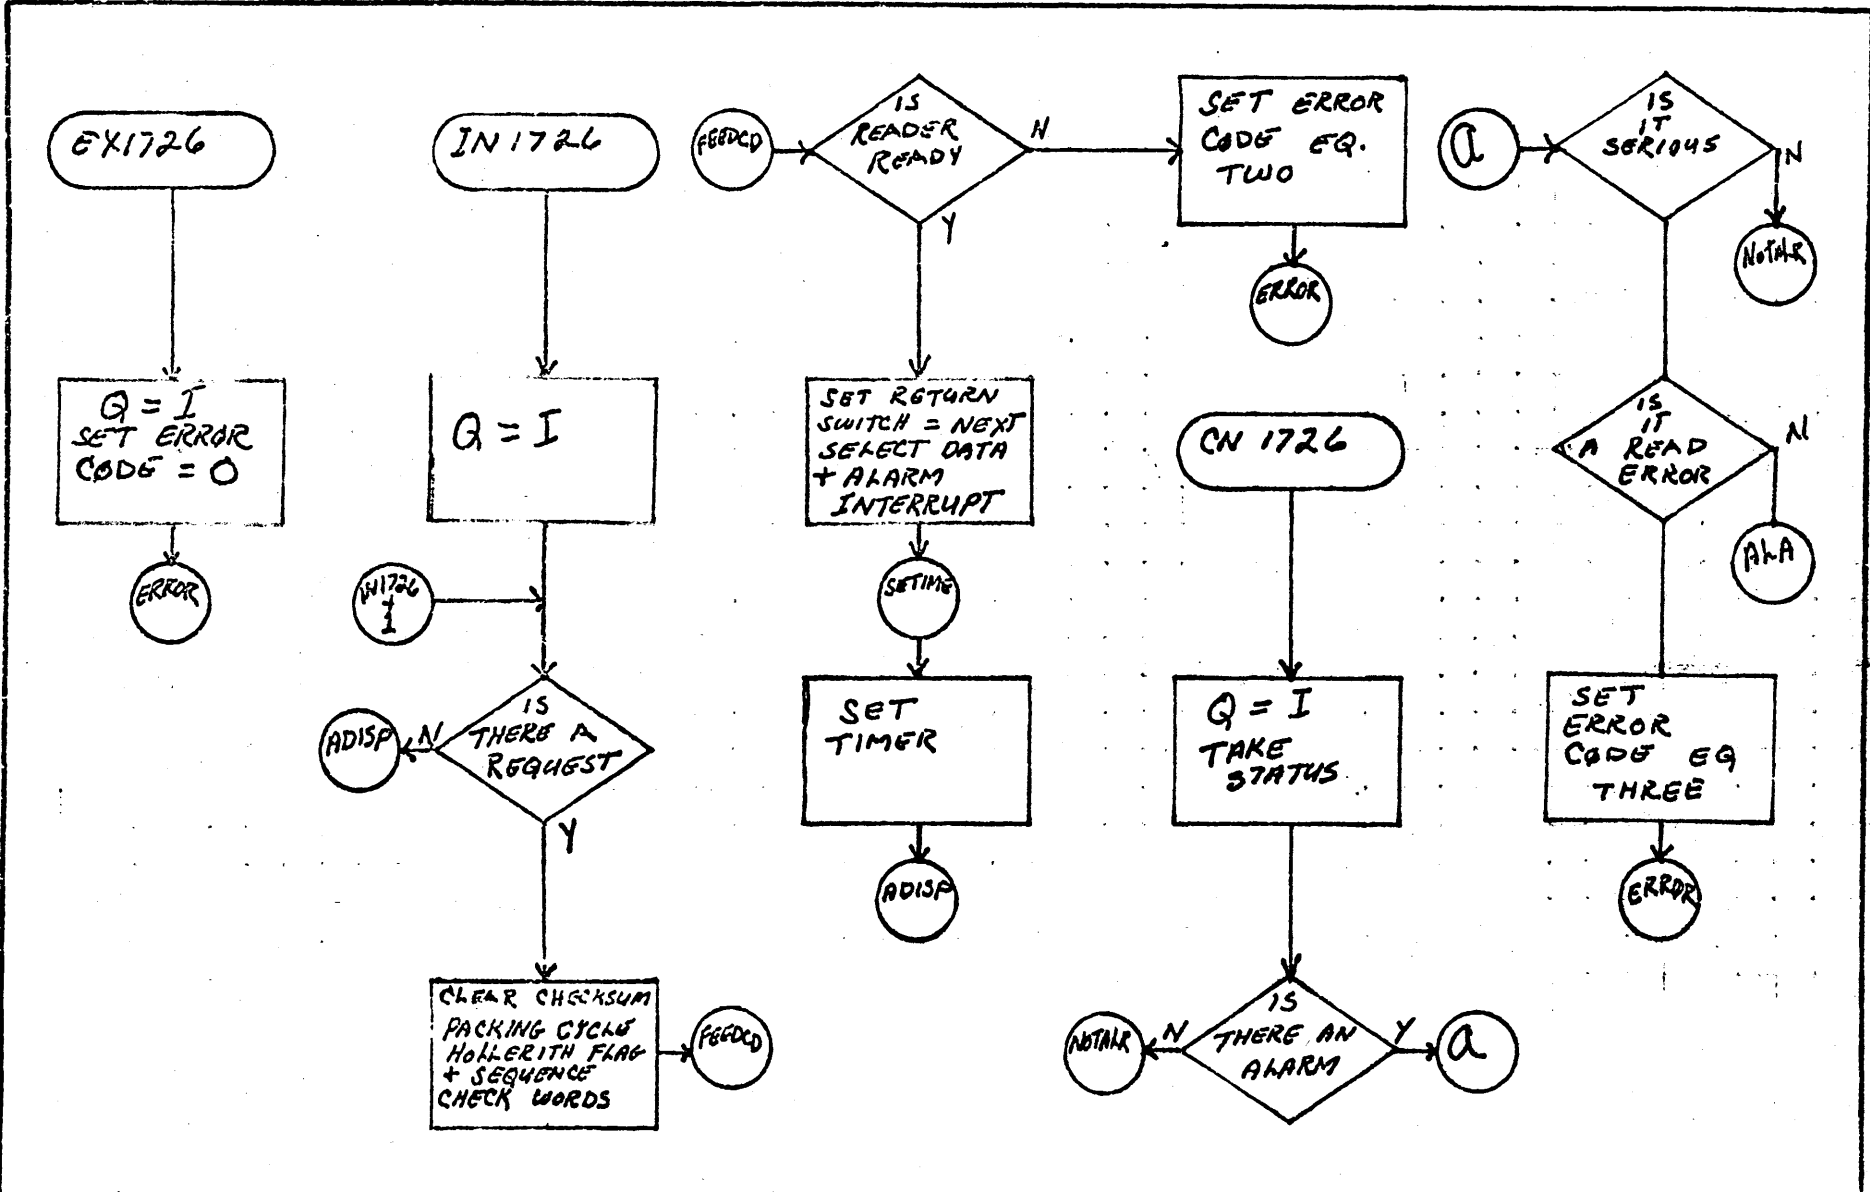 EX1726
Q = I
SET ERROR
CODE = 0
ERROR
IN 1726
Q = I
IN1726
1
IS
THERE A
REQUEST
N
ADISP
Y
CLEAR CHECKSUM
PACKING CYCLE
HOLLERITH FLAG
+ SEQUENCE
CHECK WORDS
FEEDCD
FEEDCD
IS
READER
READY
N
Y
SET ERROR
CODE EQ.
TWO
ERROR
SET RETURN
SWITCH = NEXT
SELECT DATA
+ ALARM
INTERRUPT
SETIME
SET
TIMER
ADISP
CN 1726
Q = I
TAKE
STATUS
IS
THERE AN
ALARM
N
NOTALR
Y
a
a
IS
IT
SERIOUS
N
NOTALR
IS
IT
A READ
ERROR
N
ALA
SET
ERROR
CODE EQ
THREE
ERROR